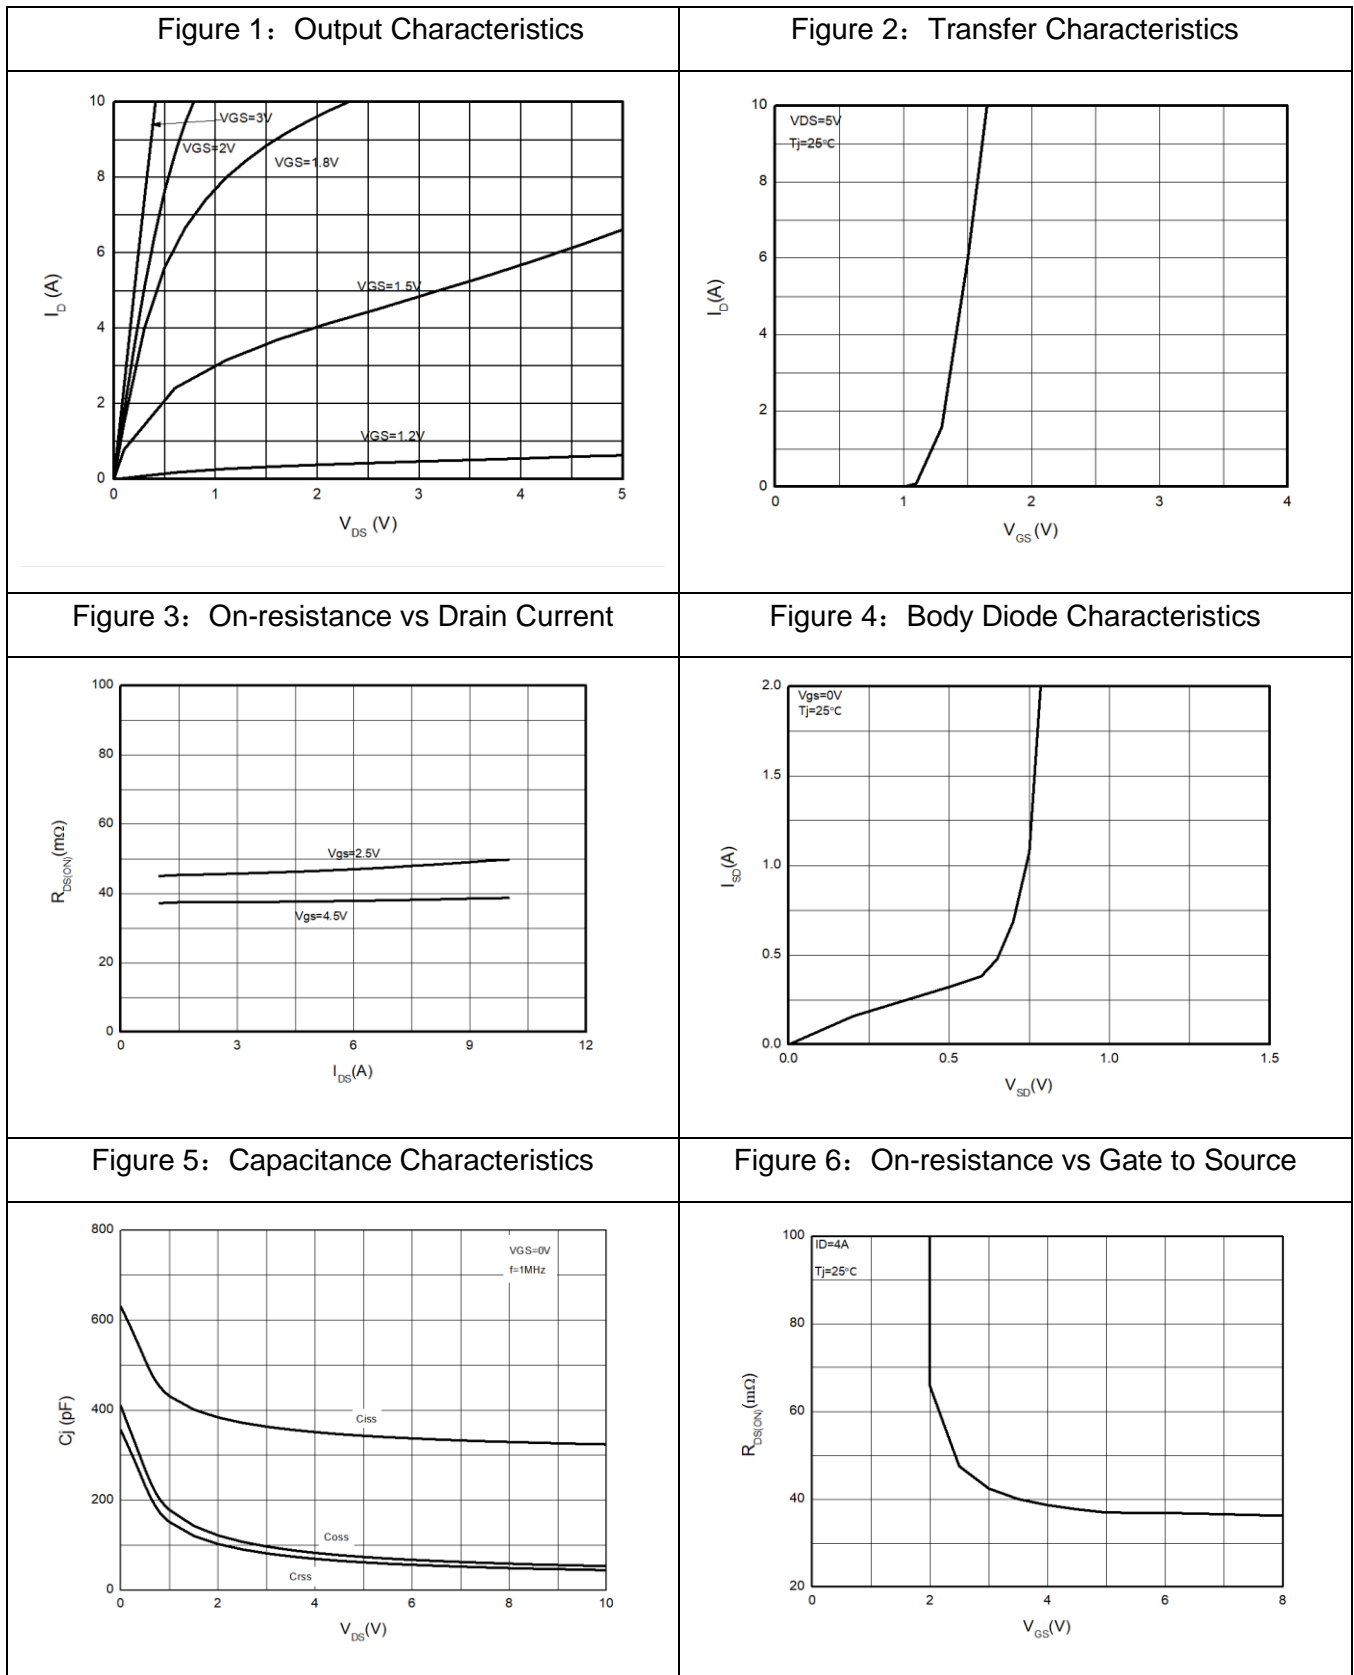 Figure 1：Output Characteristics
Figure 2：Transfer Characteristics
10
8
6
4
2
0
I_D (A)
VGS=3V
VGS=2V
VGS=1.8V
VGS=1.5V
VGS=1.2V
0 1 2 3 4 5
V_DS (V)
10
8
6
4
2
0
I_D(A)
VDS=5V
Tj=25°C
0 1 2 3 4
V_GS(V)
Figure 3：On-resistance vs Drain Current
Figure 4：Body Diode Characteristics
100
80
60
40
20
0
R_DS(ON)(mΩ)
Vgs=2.5V
Vgs=4.5V
0 3 6 9 12
I_DS(A)
2.0
1.5
1.0
0.5
0.0
I_SD(A)
Vgs=0V
Tj=25°C
0.0 0.5 1.0 1.5
V_SD(V)
Figure 5：Capacitance Characteristics
Figure 6：On-resistance vs Gate to Source
800
600
400
200
0
Cj (pF)
VGS=0V
f=1MHz
Ciss
Coss
Crss
0 2 4 6 8 10
V_DS(V)
100
80
60
40
20
R_DS(ON)(mΩ)
ID=4A
Tj=25°C
0 2 4 6 8
V_GS(V)